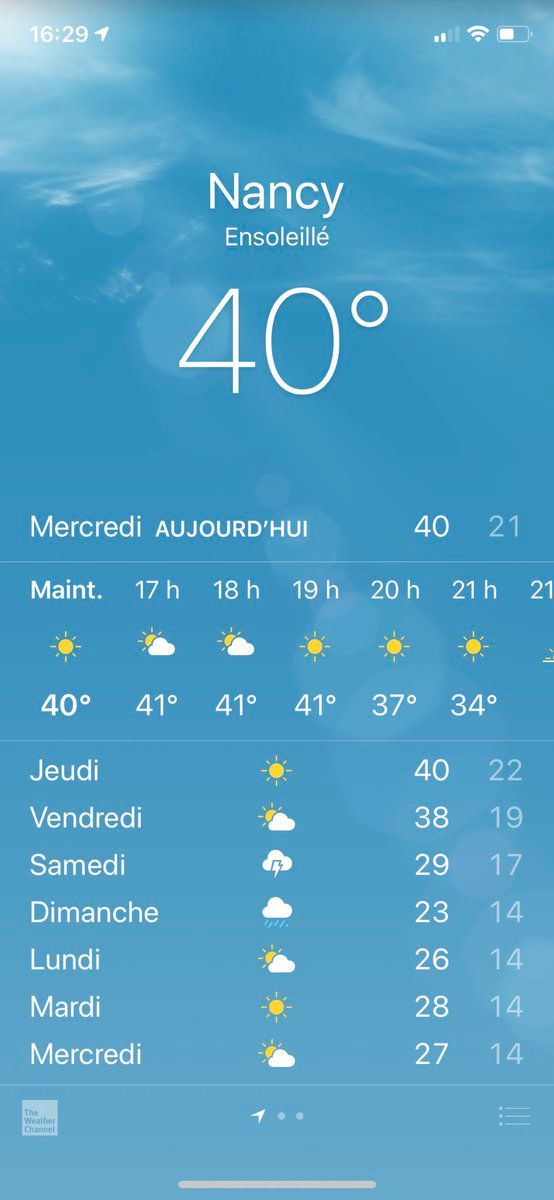 16:29
Nancy
Ensoleillé
40°
Mercredi AUJOURD'HUI 40 21
Maint. 17 h 18 h 19 h 20 h 21 h 21
40° 41° 41° 41° 37° 34°
Jeudi 40 22
Vendredi 38 19
Samedi 29 17
Dimanche 23 14
Lundi 26 14
Mardi 28 14
Mercredi 27 14
The
Weather
Channel